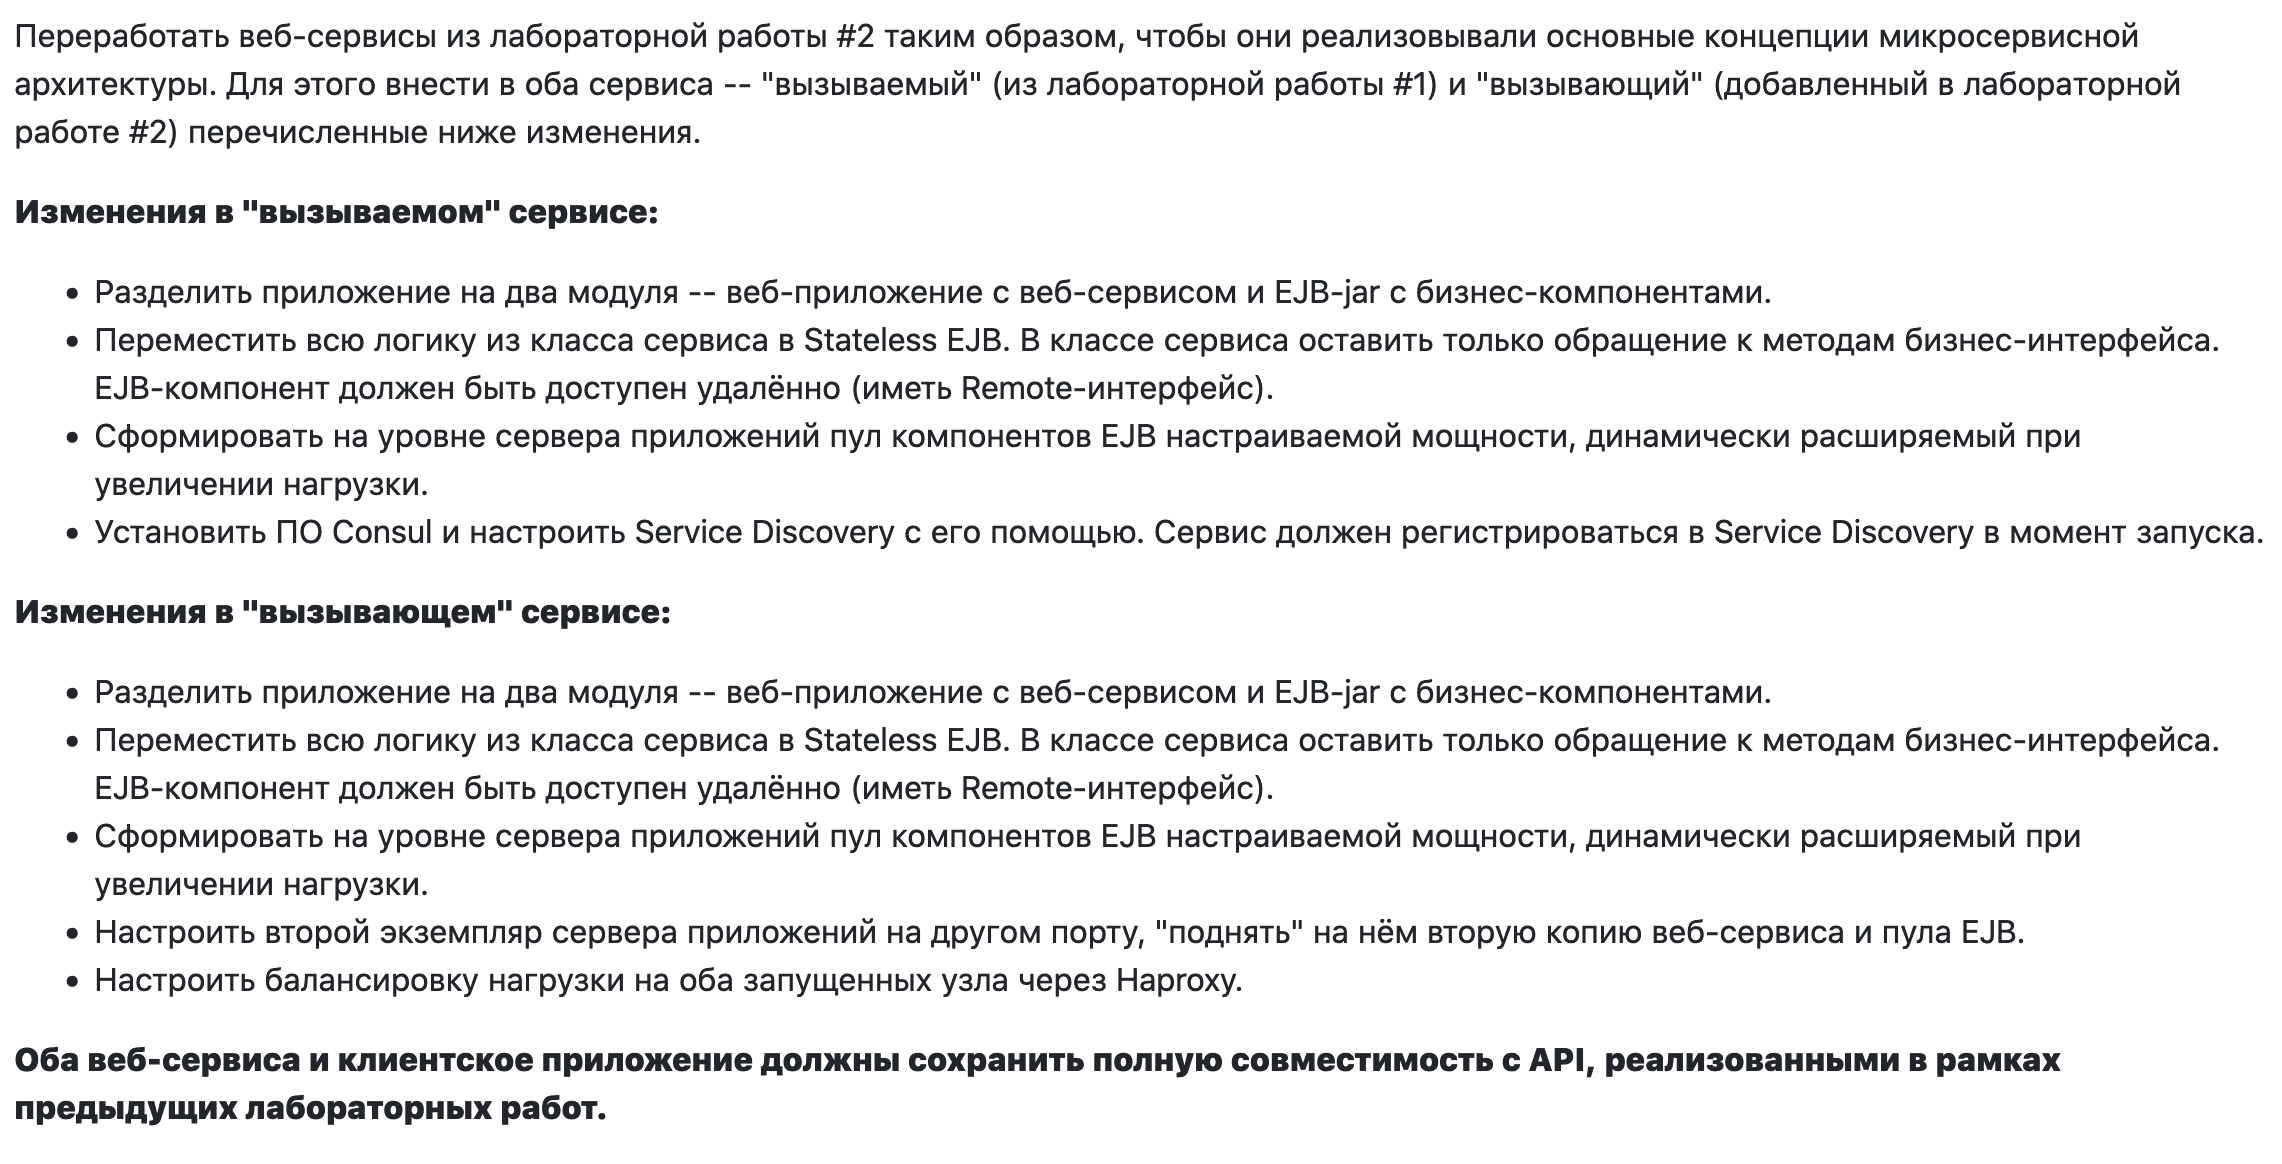 Переработать веб-сервисы из лабораторной работы #2 таким образом, чтобы они реализовывали основные концепции микросервисной
архитектуры. Для этого внести в оба сервиса -- "вызываемый" (из лабораторной работы #1) и "вызывающий" (добавленный в лабораторной
работе #2) перечисленные ниже изменения.
Изменения в "вызываемом" сервисе:
• Разделить приложение на два модуля -- веб-приложение с веб-сервисом и EJB-jar с бизнес-компонентами.
• Переместить всю логику из класса сервиса в Stateless EJB. В классе сервиса оставить только обращение к методам бизнес-интерфейса.
EJB-компонент должен быть доступен удалённо (иметь Remote-интерфейс).
• Сформировать на уровне сервера приложений пул компонентов EJB настраиваемой мощности, динамически расширяемый при
увеличении нагрузки.
• Установить ПО Consul и настроить Service Discovery с его помощью. Сервис должен регистрироваться в Service Discovery в момент запуска.
Изменения в "вызывающем" сервисе:
• Разделить приложение на два модуля -- веб-приложение с веб-сервисом и EJB-jar с бизнес-компонентами.
• Переместить всю логику из класса сервиса в Stateless EJB. В классе сервиса оставить только обращение к методам бизнес-интерфейса.
EJB-компонент должен быть доступен удалённо (иметь Remote-интерфейс).
• Сформировать на уровне сервера приложений пул компонентов EJB настраиваемой мощности, динамически расширяемый при
увеличении нагрузки.
• Настроить второй экземпляр сервера приложений на другом порту, "поднять" на нём вторую копию веб-сервиса и пула EJB.
• Настроить балансировку нагрузки на оба запущенных узла через Haproxy.
Оба веб-сервиса и клиентское приложение должны сохранить полную совместимость с API, реализованными в рамках
предыдущих лабораторных работ.